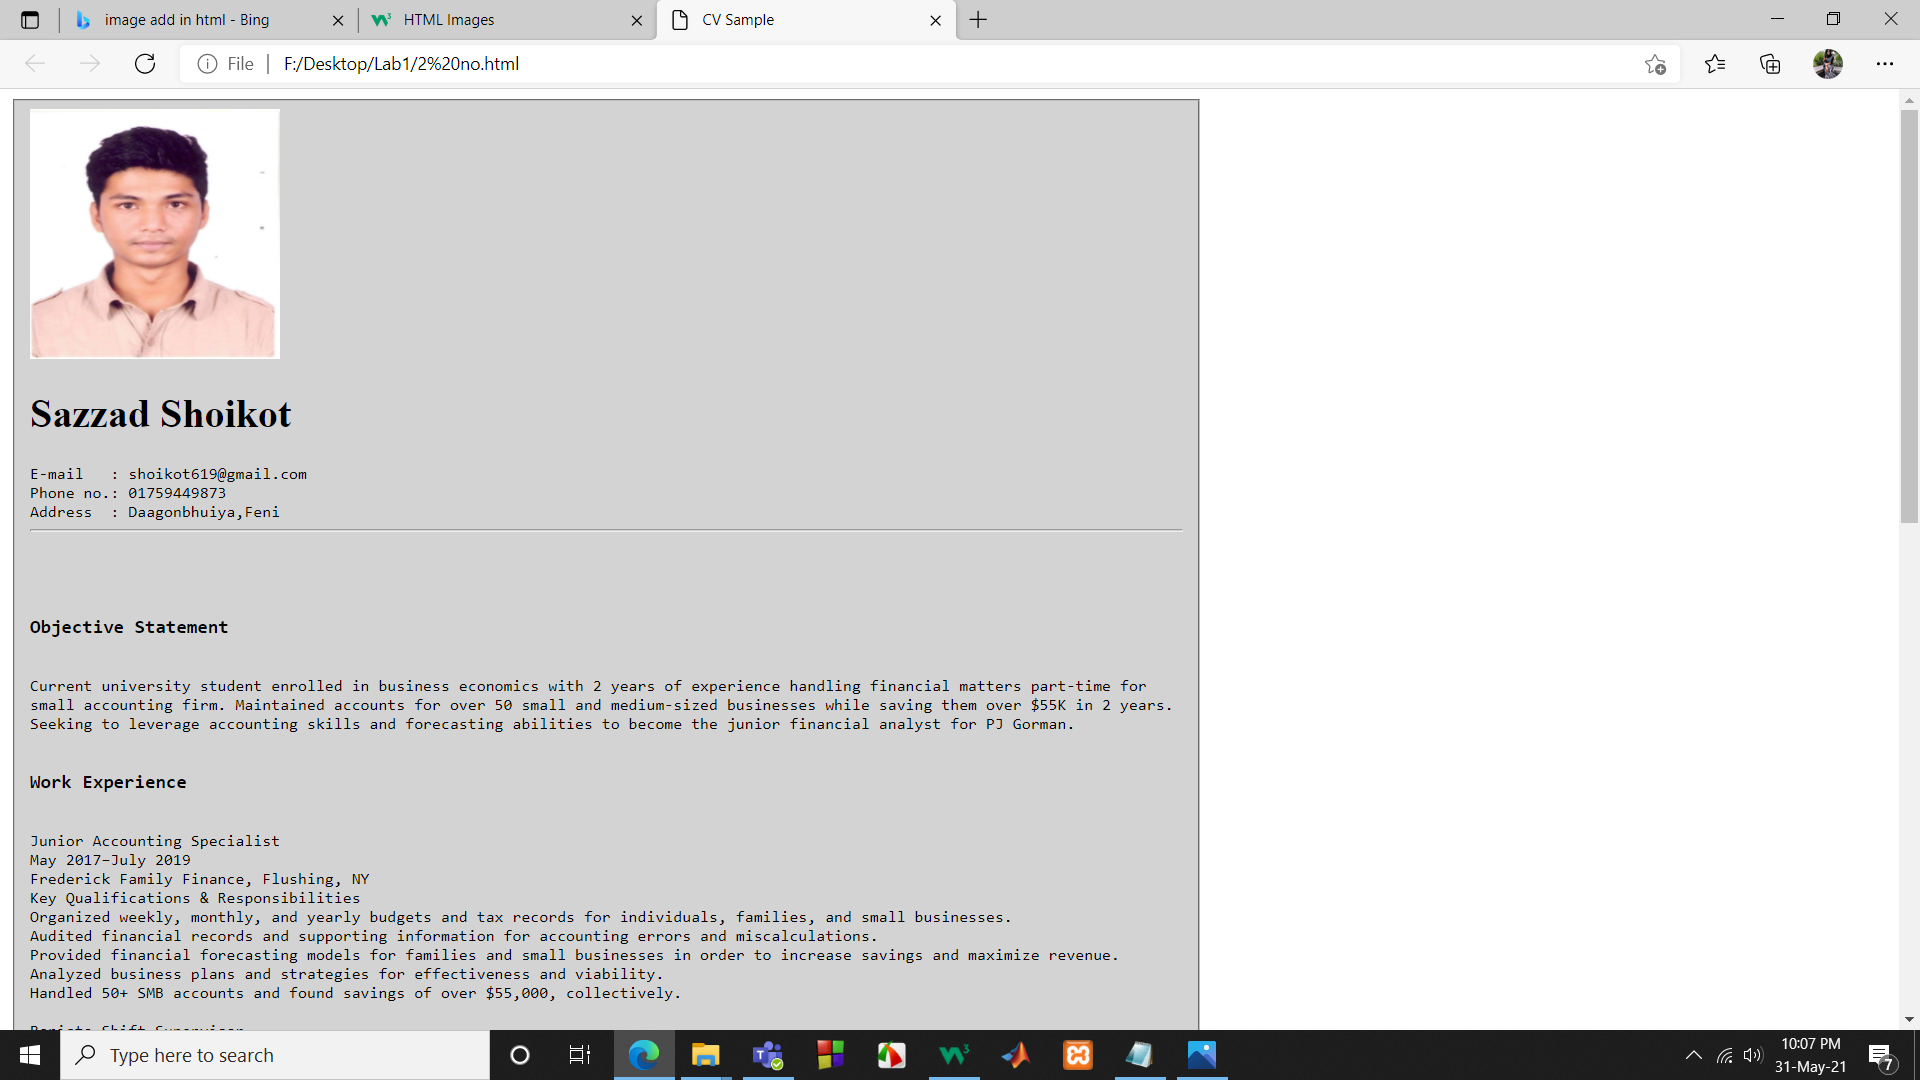 image add in html - Bing
HTML Images
CV Sample
File
F:/Desktop/Lab1/2%20no.html
Sazzad Shoikot
E-mail   : shoikot619@gmail.com
Phone no.: 01759449873
Address  : Daagonbhuiya,Feni
Objective Statement
Current university student enrolled in business economics with 2 years of experience handling financial matters part-time for
small accounting firm. Maintained accounts for over 50 small and medium-sized businesses while saving them over $55K in 2 years.
Seeking to leverage accounting skills and forecasting abilities to become the junior financial analyst for PJ Gorman.
Work Experience
Junior Accounting Specialist
May 2017–July 2019
Frederick Family Finance, Flushing, NY
Key Qualifications & Responsibilities
Organized weekly, monthly, and yearly budgets and tax records for individuals, families, and small businesses.
Audited financial records and supporting information for accounting errors and miscalculations.
Provided financial forecasting models for families and small businesses in order to increase savings and maximize revenue.
Analyzed business plans and strategies for effectiveness and viability.
Handled 50+ SMB accounts and found savings of over $55,000, collectively.
Type here to search
10:07 PM
31-May-21
7